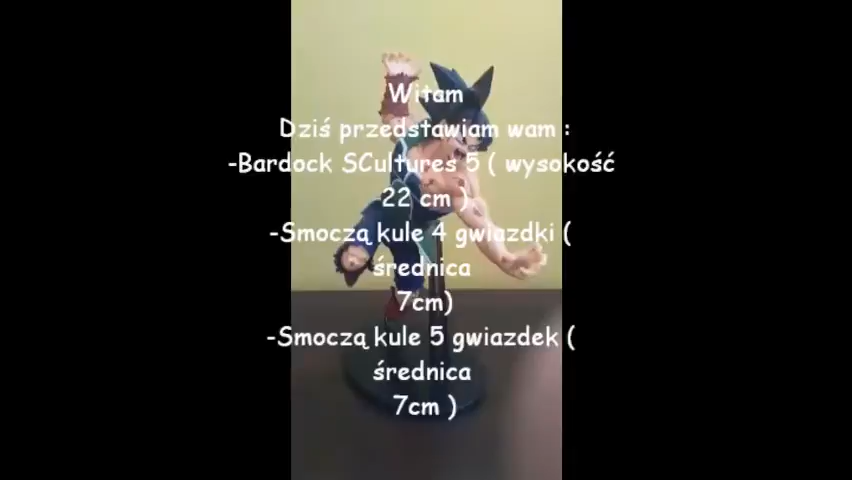 Witam
Dziś przedstawiam wam :
-Bardock SCultures 5 ( wysokość
22 cm )
-Smoczą kule 4 gwiazdki (
średnica
7cm)
-Smoczą kule 5 gwiazdek (
średnica
7cm )